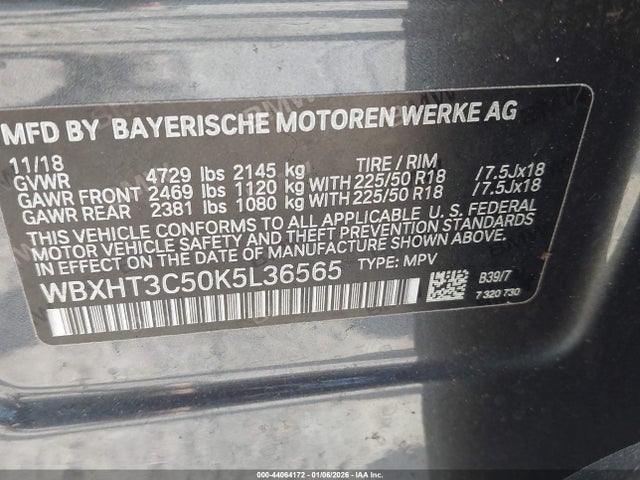 MFD BY BAYERISCHE MOTOREN WERKE AG
11/18 TIRE / RIM
GVWR 4729 lbs 2145 kg
GAWR FRONT 2469 lbs 1120 kg WITH 225/50 R18 /7.5Jx18
GAWR REAR 2381 lbs 1080 kg WITH 225/50 R18 /7.5Jx18
THIS VEHICLE CONFORMS TO ALL APPLICABLE U. S. FEDERAL
MOTOR VEHICLE SAFETY BUMPER, AND THEFT PREVENTION STANDARDS
IN EFFECT ON THE DATE OF MANUFACTURE SHOWN ABOVE.
WBXHT3C50K5L36565 TYPE: MPV
B39/7
7 320 730
000-44064172 | 01/06/2026 | IAA Inc.